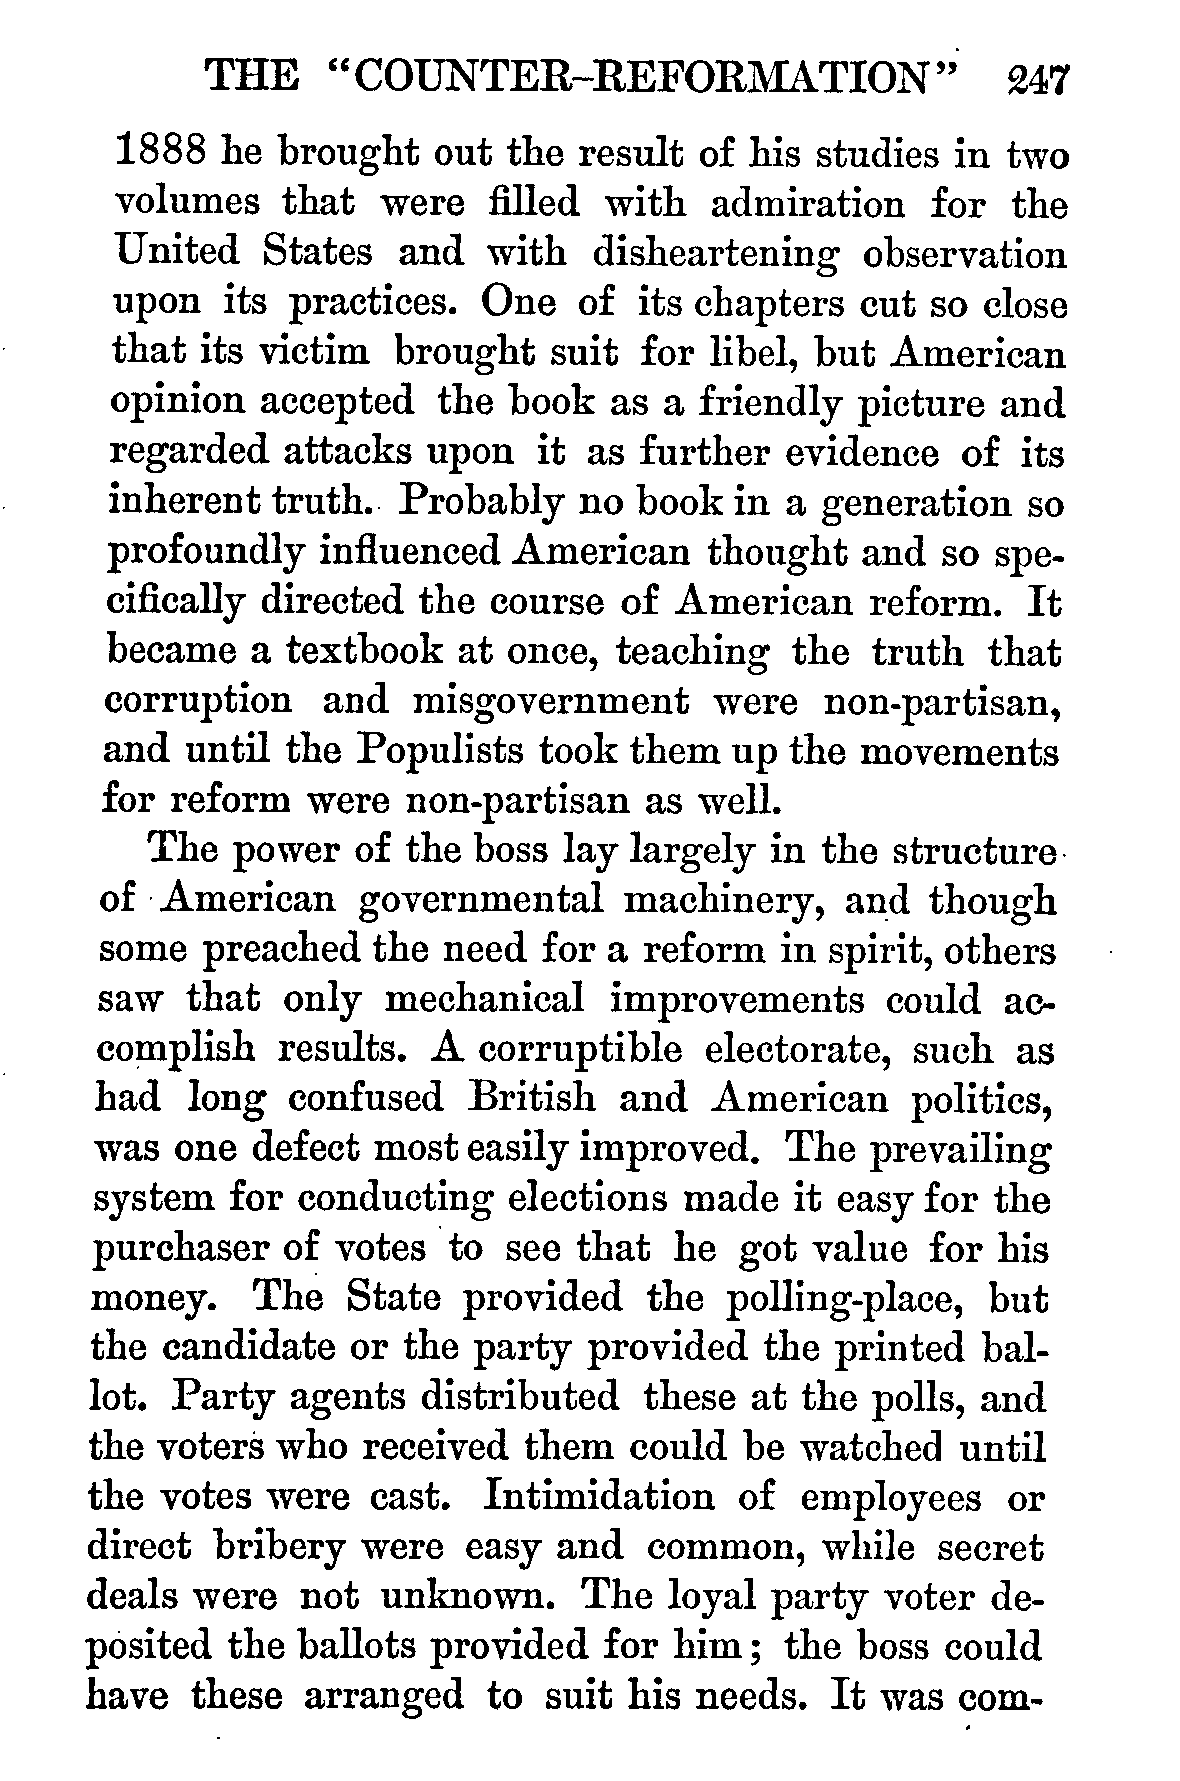 THE "COUNTER-REFORMATION" 247
1888 he brought out the result of his studies in two
volumes that were filled with admiration for the
United States and with disheartening observation
upon its practices. One of its chapters cut so close
that its victim brought suit for libel, but American
opinion accepted the book as a friendly picture and
regarded attacks upon it as further evidence of its
inherent truth. Probably no book in a generation so
profoundly influenced American thought and so spe-
cifically directed the course of American reform. It
became a textbook at once, teaching the truth that
corruption and misgovernment were non-partisan,
and until the Populists took them up the movements
for reform were non-partisan as well.
The power of the boss lay largely in the structure
of American governmental machinery, and though
some preached the need for a reform in spirit, others
saw that only mechanical improvements could ac-
complish results. A corruptible electorate, such as
had long confused British and American politics,
was one defect most easily improved. The prevailing
system for conducting elections made it easy for the
purchaser of votes to see that he got value for his
money. The State provided the polling-place, but
the candidate or the party provided the printed bal-
lot. Party agents distributed these at the polls, and
the voters who received them could be watched until
the votes were cast. Intimidation of employees or
direct bribery were easy and common, while secret
deals were not unknown. The loyal party voter de-
posited the ballots provided for him; the boss could
have these arranged to suit his needs. It was com-